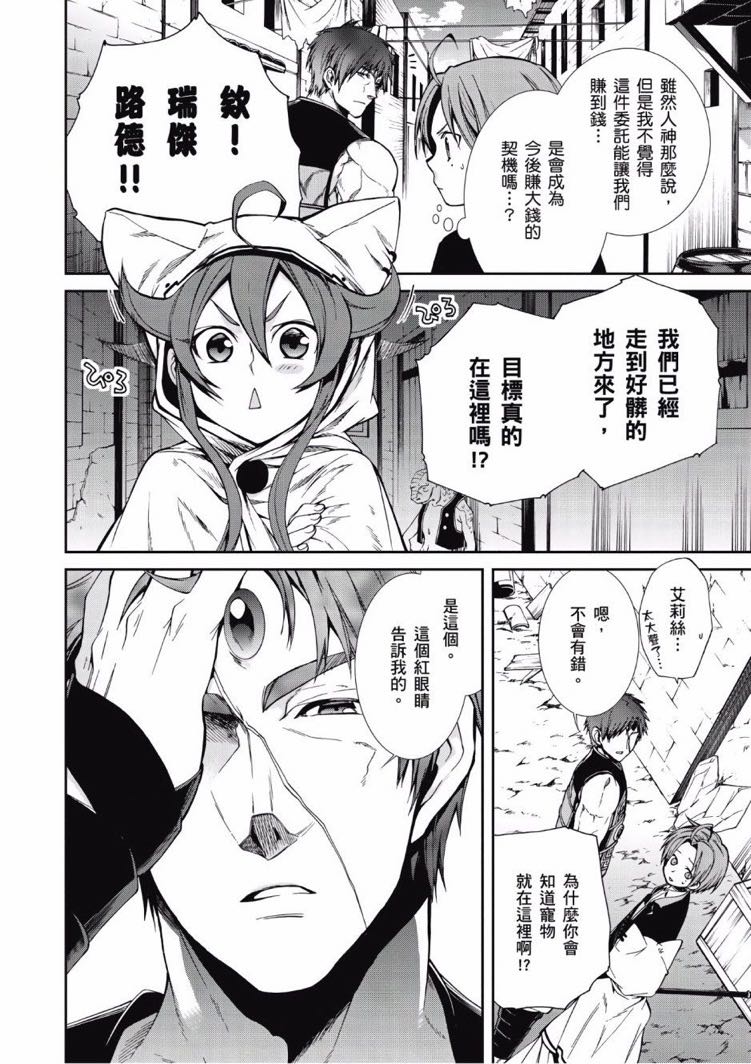 雖然人神那麼說，
但是我不覺得
這件委託能讓我們
賺到錢…
是會成為
今後賺大錢的
契機嗎…？
欸！
瑞傑
路德!!
我們已經
走到好髒的
地方來了，
目標真的
在這裡嗎!?
ぴろ
ぴろ
艾莉絲…
太大聲了…
嗯，
不會有錯。
為什麼你會
知道寵物
就在這裡啊!?
是這個。
這個紅眼睛
告訴我的。